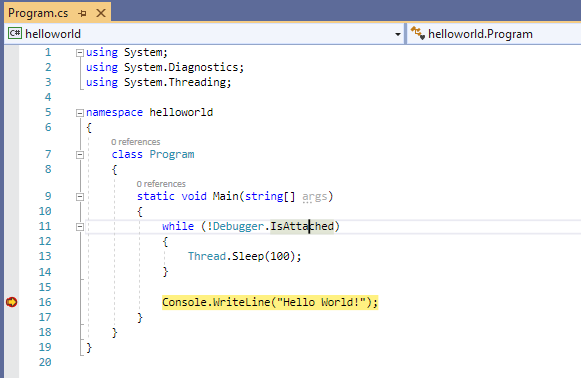 Program.cs
C# helloworld helloworld.Program
1 using System;
2 using System.Diagnostics;
3 using System.Threading;
4
5 namespace helloworld
6 {
0 references
7 class Program
8 {
0 references
9 static void Main(string[] args)
10 {
11 while (!Debugger.IsAttached)
12 {
13 Thread.Sleep(100);
14 }
15
16 Console.WriteLine("Hello World!");
17 }
18 }
19 }
20